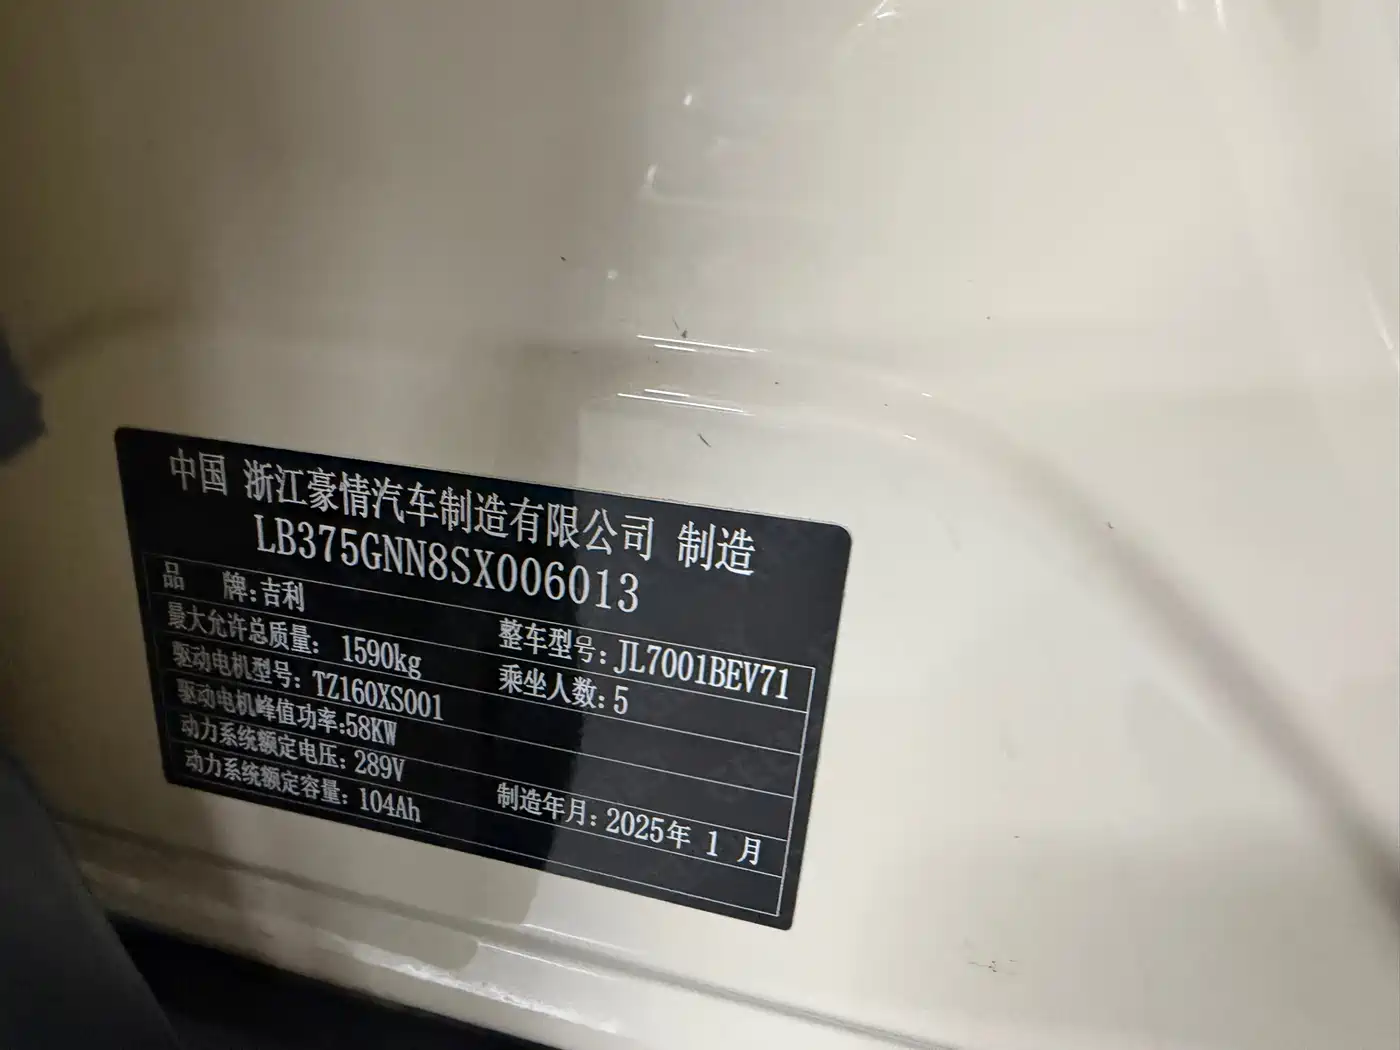 中国 浙江豪情汽车制造有限公司 制造
LB375GNN8SX006013
品 牌:吉利 整车型号:JL7001BEV71
最大允许总质量: 1590kg 乘坐人数:5
驱动电机型号: TZ160XS001
驱动电机峰值功率:58KW
动力系统额定电压: 289V 制造年月: 2025年 1 月
动力系统额定容量: 104Ah